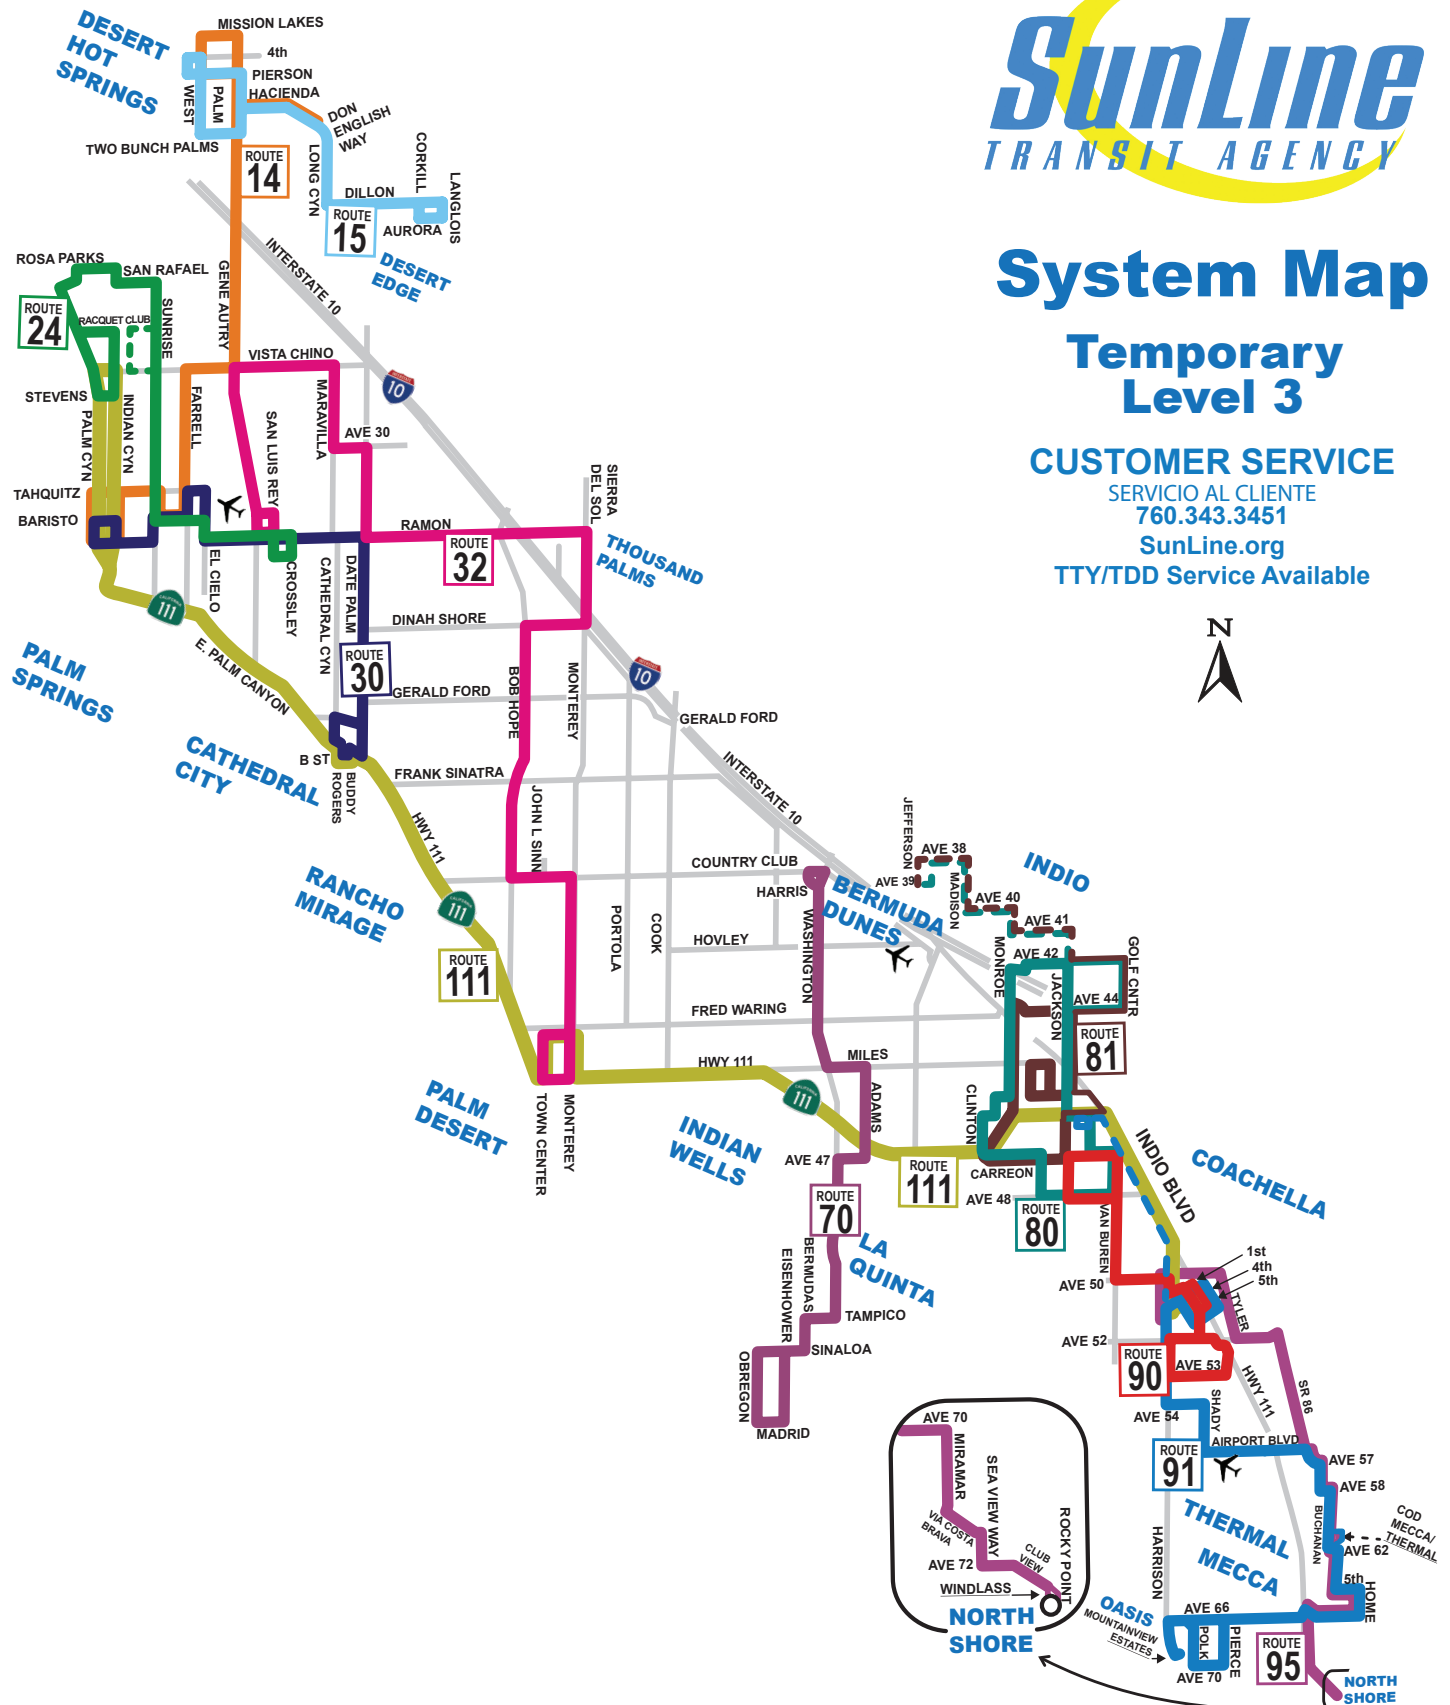 SunLine
TRANSIT AGENCY
System Map
Temporary
Level 3
CUSTOMER SERVICE
SERVICIO AL CLIENTE
760.343.3451
SunLine.org
TTY/TDD Service Available
N
DESERT
HOT
SPRINGS
MISSION LAKES
4th
PIERSON
HACIENDA
WEST
PALM
DON
ENGLISH
WAY
TWO BUNCH PALMS
ROUTE
14
LONG CYN
CORKILL
LANGLOIS
DILLON
ROUTE
15
AURORA
DESERT
EDGE
INTERSTATE 10
ROSA PARKS
SAN RAFAEL
GENE AUTRY
ROUTE
24
RACQUET CLUB
SUNRISE
VISTA CHINO
10
STEVENS
PALM CYN
INDIAN CYN
FARRELL
SAN LUIS REY
MARAVILLA
AVE 30
TAHQUITZ
BARISTO
SIERRA
DEL SOL
RAMON
ROUTE
32
THOUSAND
PALMS
EL CIELO
CROSSLEY
CATHEDRAL CYN
DATE PALM
111
DINAH SHORE
PALM
SPRINGS
E. PALM CANYON
ROUTE
30
GERALD FORD
BOB HOPE
MONTEREY
10
GERALD FORD
CATHEDRAL
CITY
B ST
BUDDY
ROGERS
FRANK SINATRA
INTERSTATE 10
HWY 111
JOHN L SINN
RANCHO
MIRAGE
111
COUNTRY CLUB
HARRIS
BERMUDA
DUNES
JEFFERSON
AVE 38
AVE 39
MADISON
INDIO
AVE 40
AVE 41
PORTOLA
COOK
HOVLEY
WASHINGTON
MONROE
AVE 42
GOLF CNTR
ROUTE
111
FRED WARING
JACKSON
AVE 44
ROUTE
81
HWY 111
MILES
PALM
DESERT
TOWN CENTER
MONTEREY
111
ADAMS
CLINTON
INDIAN
WELLS
AVE 47
ROUTE
111
CARREON
AVE 48
INDIO BLVD
COACHELLA
ROUTE
70
ROUTE
80
VAN BUREN
LA
QUINTA
EISENHOWER
BERMUDAS
1st
4th
5th
AVE 50
TYLER
TAMPICO
SINALOA
AVE 52
ROUTE
90
AVE 53
HWY 111
SR 86
OBREGON
MADRID
AVE 54
SHADY
AIRPORT BLVD
AVE 57
ROUTE
91
AVE 58
THERMAL
BUCHANAN
COD
MECCA/
THERMAL
AVE 62
MECCA
HARRISON
5th
HOME
AVE 70
MIRAMAR
SEA VIEW WAY
VIA COSTA
BRAVA
AVE 72
CLUB
VIEW
ROCKY POINT
WINDLASS
NORTH
SHORE
OASIS
MOUNTAINVIEW
ESTATES
AVE 66
POLK
PIERCE
AVE 70
ROUTE
95
NORTH
SHORE